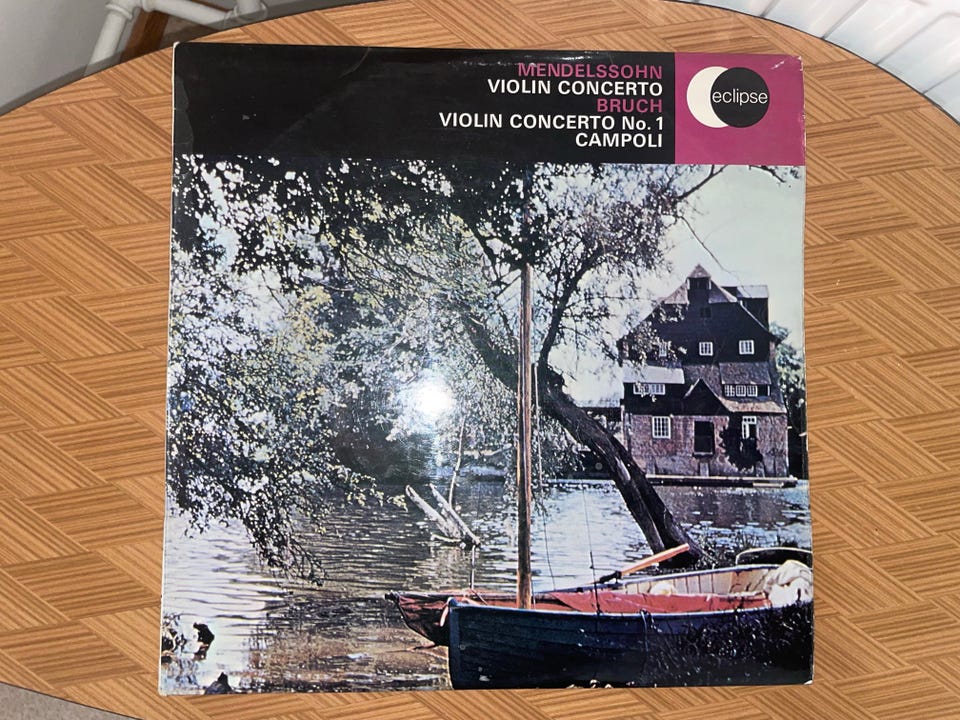 MENDELSSOHN
VIOLIN CONCERTO
BRUCH
VIOLIN CONCERTO No. 1
CAMPOLI
eclipse